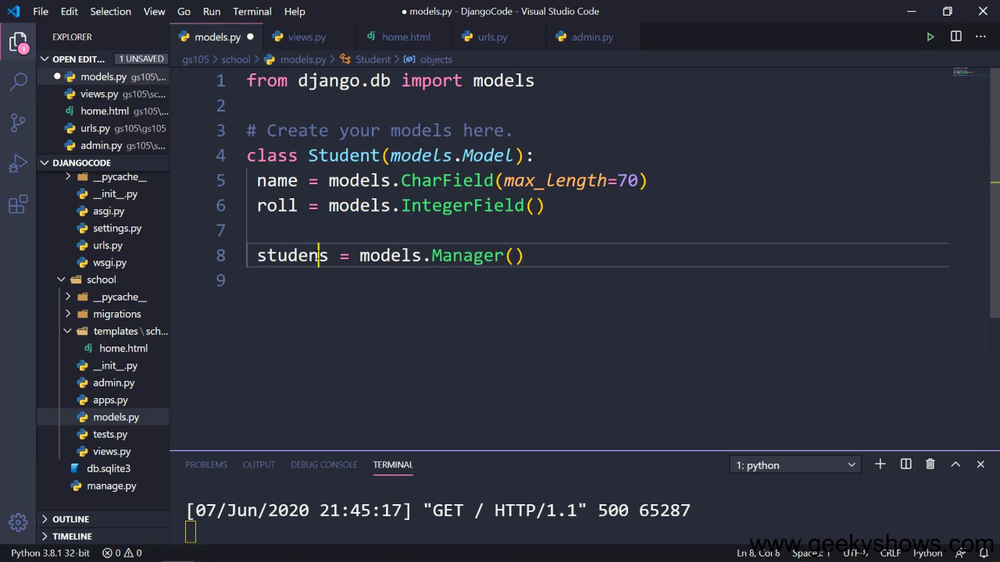 File Edit Selection View Go Run Terminal Help
● models.py - DjangoCode - Visual Studio Code
EXPLORER
models.py
views.py
home.html
urls.py
admin.py
1
OPEN EDIT... 1 UNSAVED
models.py gs105\...
views.py gs105\sc...
home.html gs105\...
urls.py gs105\gs105
admin.py gs105\s...
DJANGOCODE
__pycache__
__init__.py
asgi.py
settings.py
urls.py
wsgi.py
school
__pycache__
migrations
templates \ sch...
home.html
__init__.py
admin.py
apps.py
models.py
tests.py
views.py
db.sqlite3
manage.py
OUTLINE
TIMELINE
gs105 > school > models.py > Student > objects
1 from django.db import models
2
3 # Create your models here.
4 class Student(models.Model):
5 name = models.CharField(max_length=70)
6 roll = models.IntegerField()
7
8 studens = models.Manager()
9
PROBLEMS OUTPUT DEBUG CONSOLE TERMINAL
1: python
[07/Jun/2020 21:45:17] "GET / HTTP/1.1" 500 65287
www.geekyshows.com
Python 3.8.1 32-bit 0 0
Ln 8, Col 8 Spaces: 1 UTF-8 CRLF Python